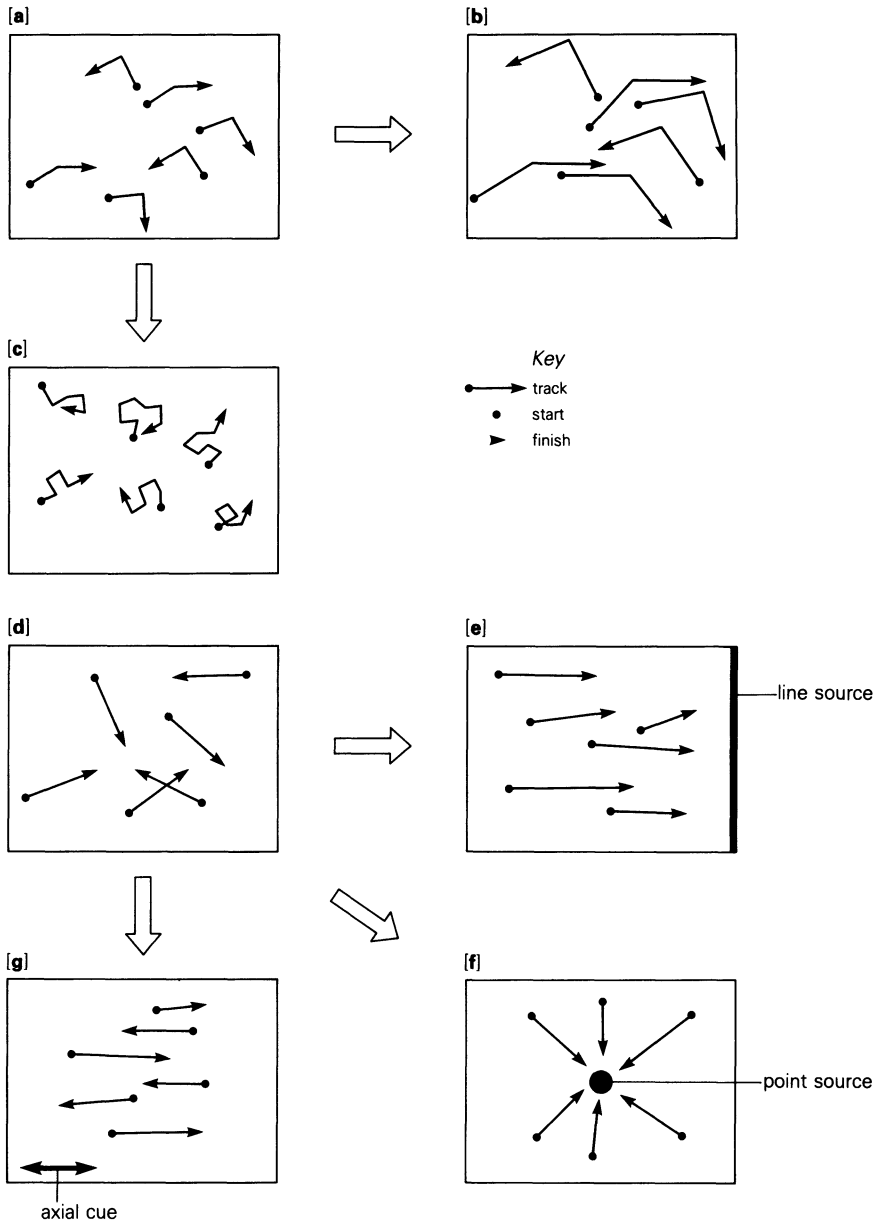 [a]
[b]
[c]
Key
track
start
finish
[d]
[e]
line source
[g]
[f]
point source
axial cue